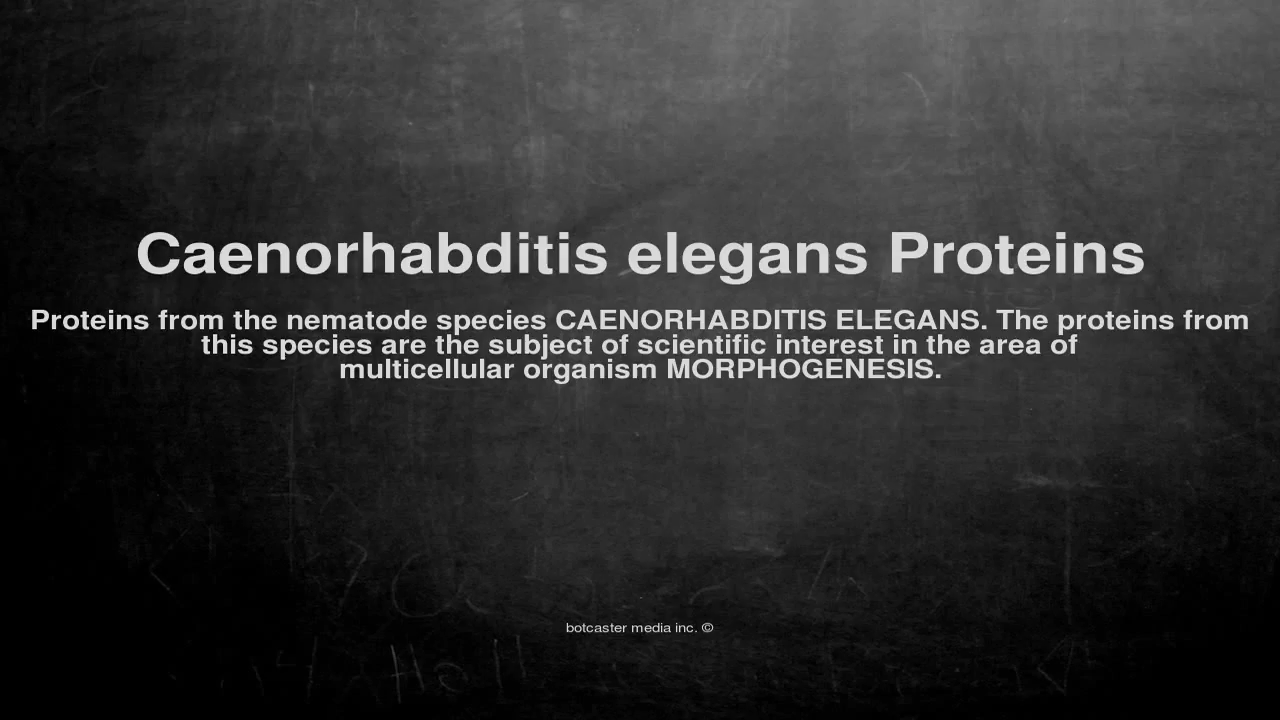 Caenorhabditis elegans Proteins
Proteins from the nematode species CAENORHABDITIS ELEGANS. The proteins from
this species are the subject of scientific interest in the area of
multicellular organism MORPHOGENESIS.
botcaster media inc. ©